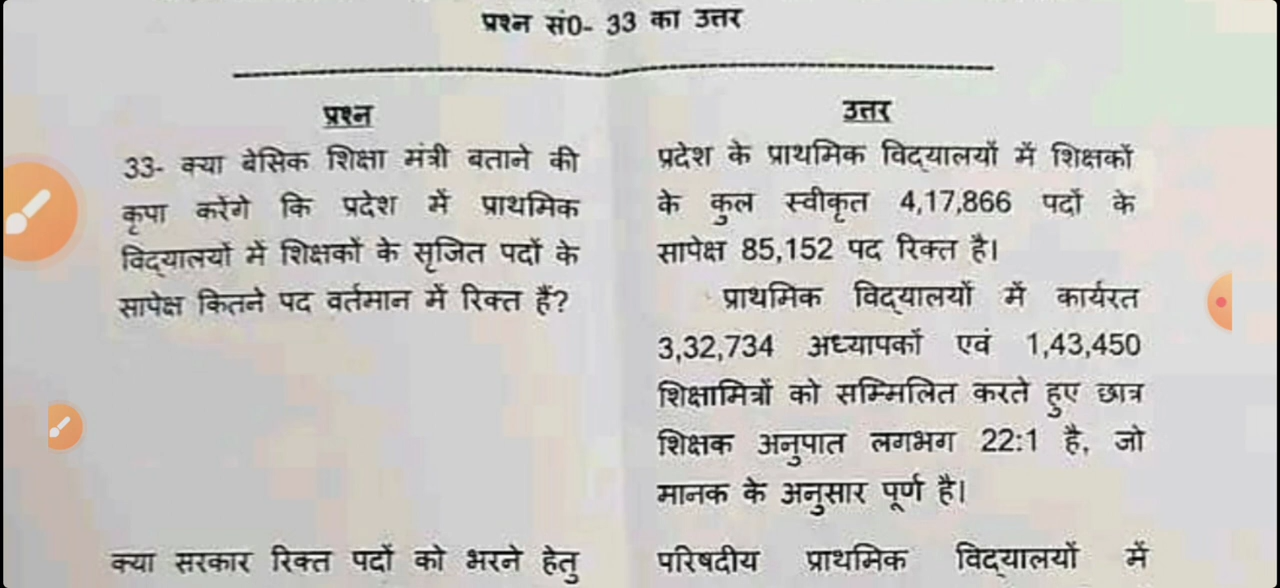 प्रश्न सं0- 33 का उत्तर
प्रश्न
33- क्या बेसिक शिक्षा मंत्री बताने की
कृपा करेंगे कि प्रदेश में प्राथमिक
विद्यालयों में शिक्षकों के सृजित पदों के
सापेक्ष कितने पद वर्तमान में रिक्त हैं?
क्या सरकार रिक्त पदों को भरने हेतु
उत्तर
प्रदेश के प्राथमिक विद्यालयों में शिक्षकों
के कुल स्वीकृत 4,17,866 पदों के
सापेक्ष 85,152 पद रिक्त है।
प्राथमिक विद्यालयों में कार्यरत
3,32,734 अध्यापकों एवं 1,43,450
शिक्षामित्रों को सम्मिलित करते हुए छात्र
शिक्षक अनुपात लगभग 22:1 है, जो
मानक के अनुसार पूर्ण है।
परिषदीय प्राथमिक विद्यालयों में